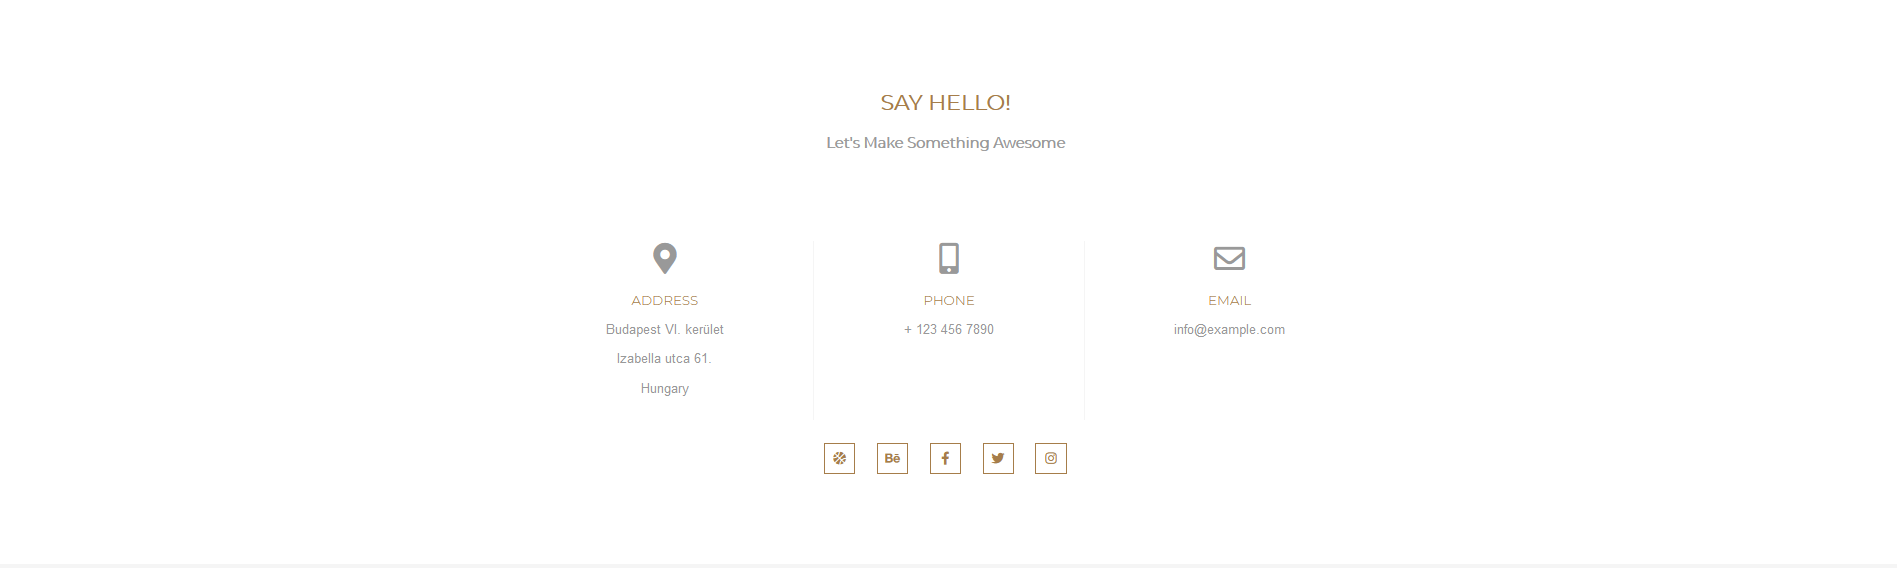 SAY HELLO!
Let's Make Something Awesome
ADDRESS
Budapest VI. kerület
Izabella utca 61.
Hungary
PHONE
+ 123 456 7890
EMAIL
info@example.com
Bē